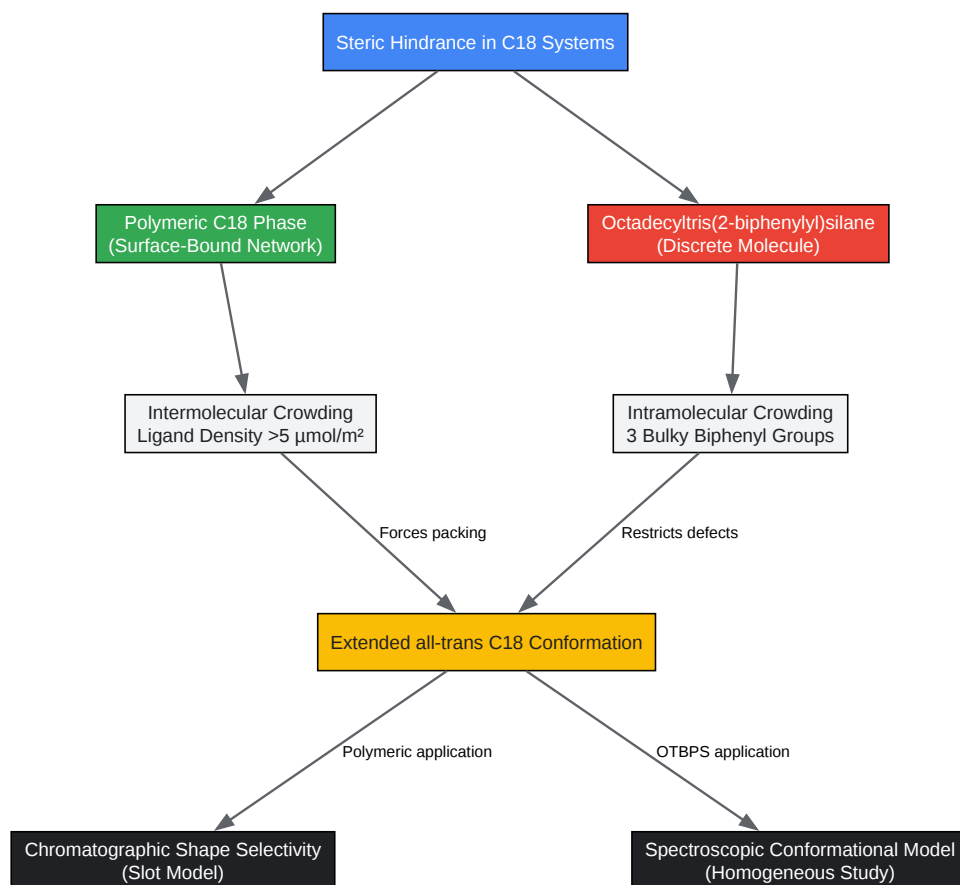 Steric Hindrance in C18 Systems
Polymeric C18 Phase
(Surface-Bound Network)
Octadecyltris(2-biphenylyl)silane
(Discrete Molecule)
Intermolecular Crowding
Ligand Density >5 µmol/m²
Intramolecular Crowding
3 Bulky Biphenyl Groups
Forces packing
Restricts defects
Extended all-trans C18 Conformation
Polymeric application
OTBPS application
Chromatographic Shape Selectivity
(Slot Model)
Spectroscopic Conformational Model
(Homogeneous Study)